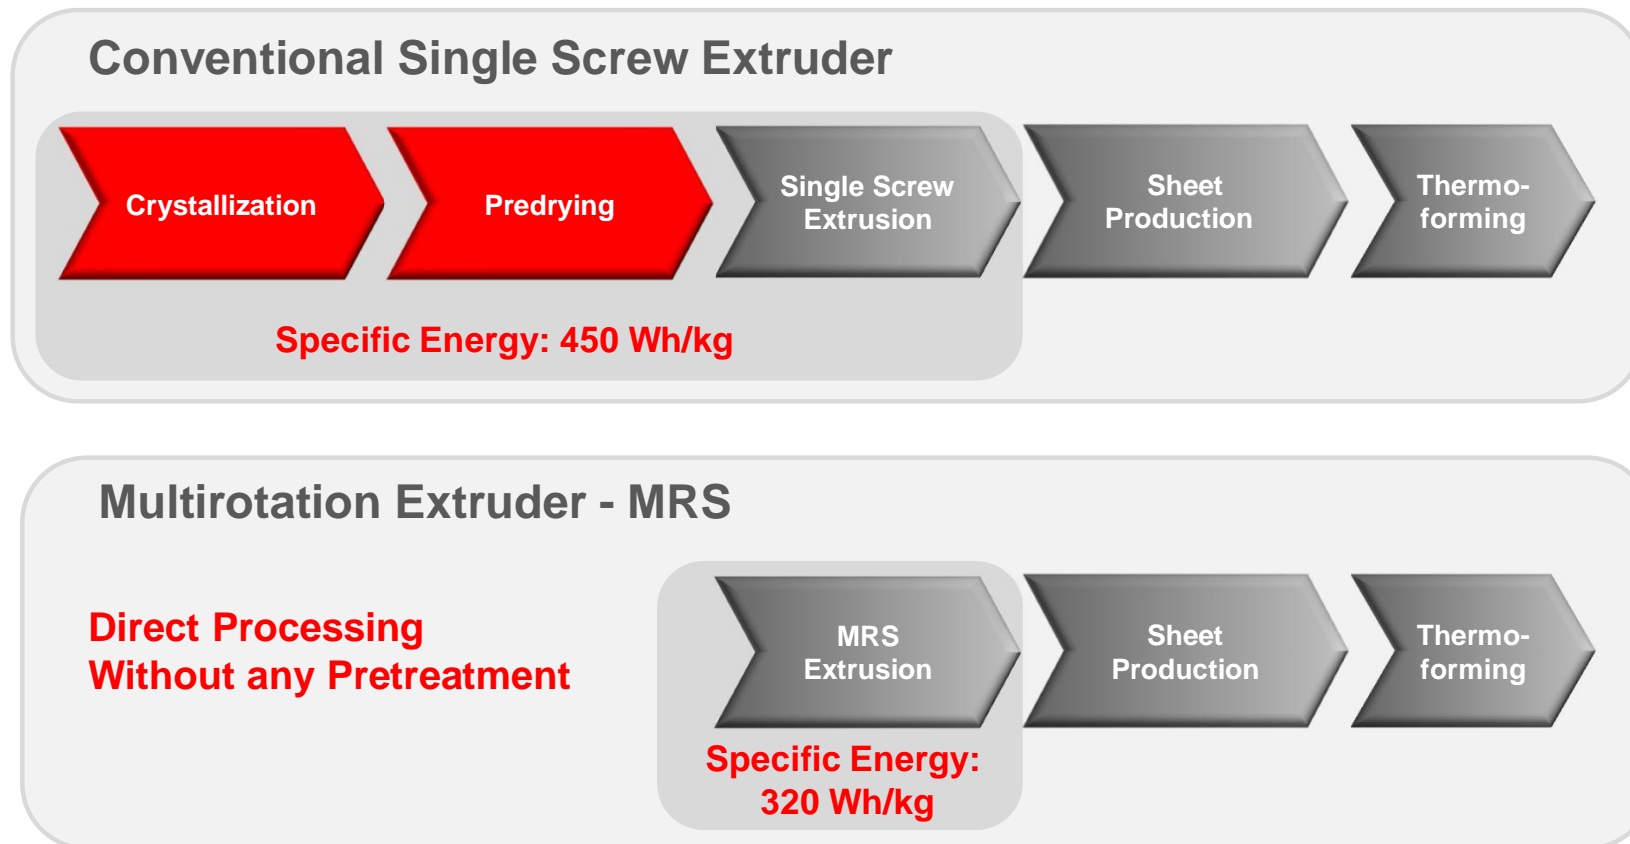 Conventional Single Screw Extruder
Crystallization
Predrying
Single Screw
Extrusion
Sheet
Production
Thermo-
forming
Specific Energy: 450 Wh/kg
Multirotation Extruder - MRS
Direct Processing
Without any Pretreatment
MRS
Extrusion
Sheet
Production
Thermo-
forming
Specific Energy:
320 Wh/kg